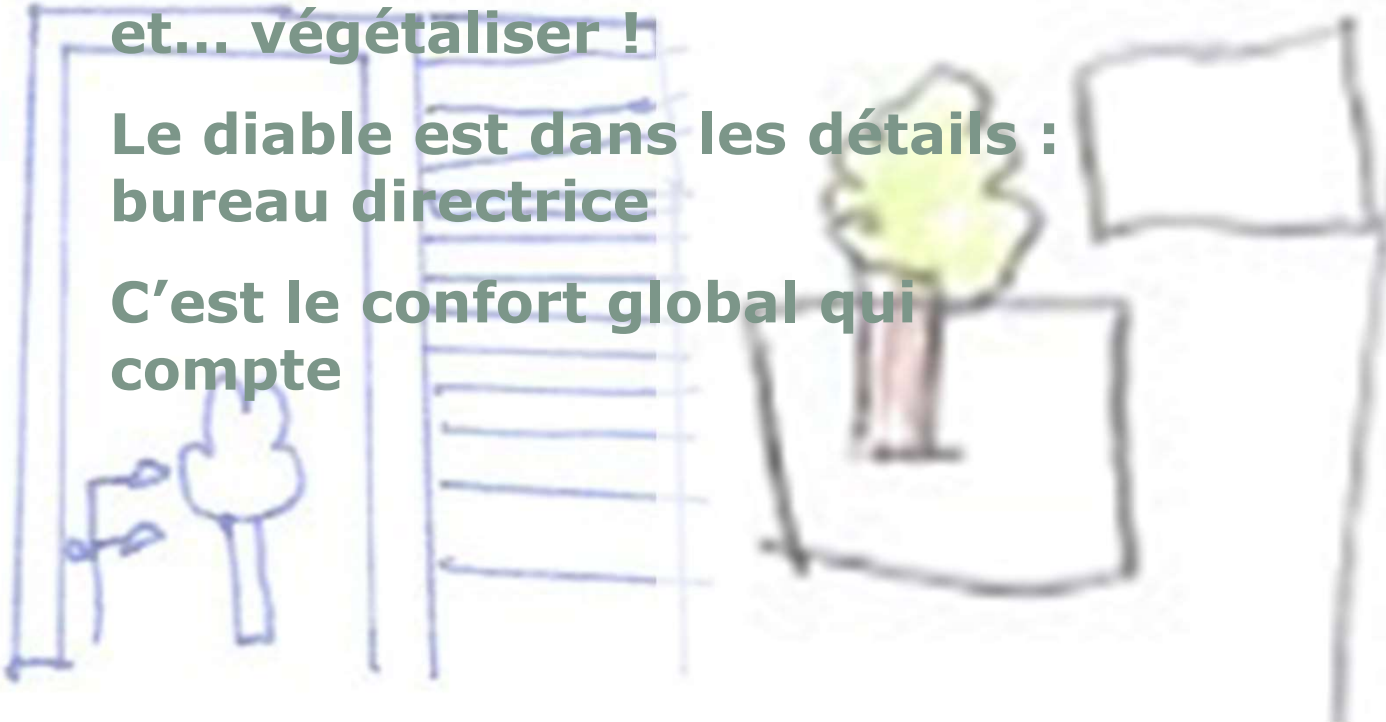 et... végétaliser !
Le diable est dans les détails :
bureau directrice
C’est le confort global qui
compte